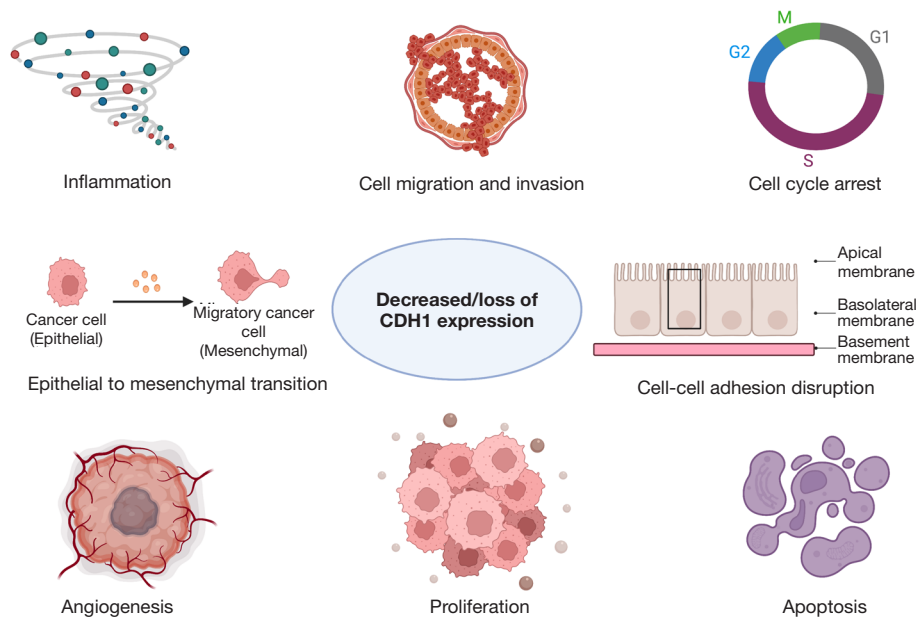 M
G1
G2
S
Inflammation
Cell migration and invasion
Cell cycle arrest
Cancer cell
(Epithelial)
Migratory cancer
cell
(Mesenchymal)
Epithelial to mesenchymal transition
Decreased/loss of
CDH1 expression
Apical
membrane
Basolateral
membrane
Basement
membrane
Cell-cell adhesion disruption
Angiogenesis
Proliferation
Apoptosis